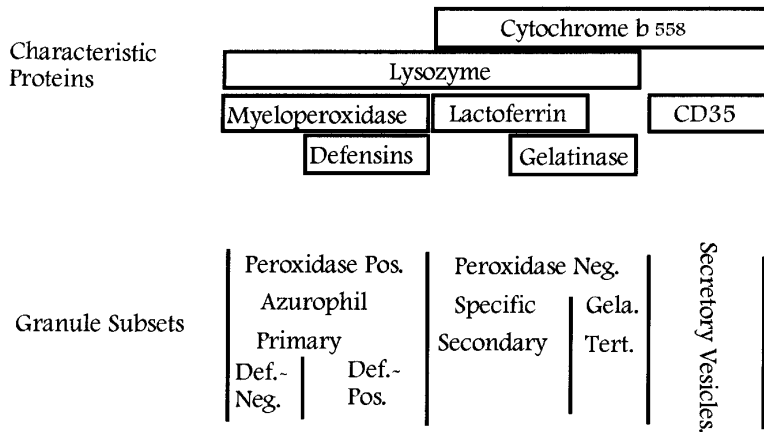 Cytochrome b 558
Characteristic
Proteins
Lysozyme
Myeloperoxidase
Lactoferrin
CD35
Defensins
Gelatinase
Granule Subsets
Peroxidase Pos.
Azurophil
Primary
Def.-
Neg.
Def.-
Pos.
Peroxidase Neg.
Specific
Secondary
Gela.
Tert.
Secretory Vesicles.